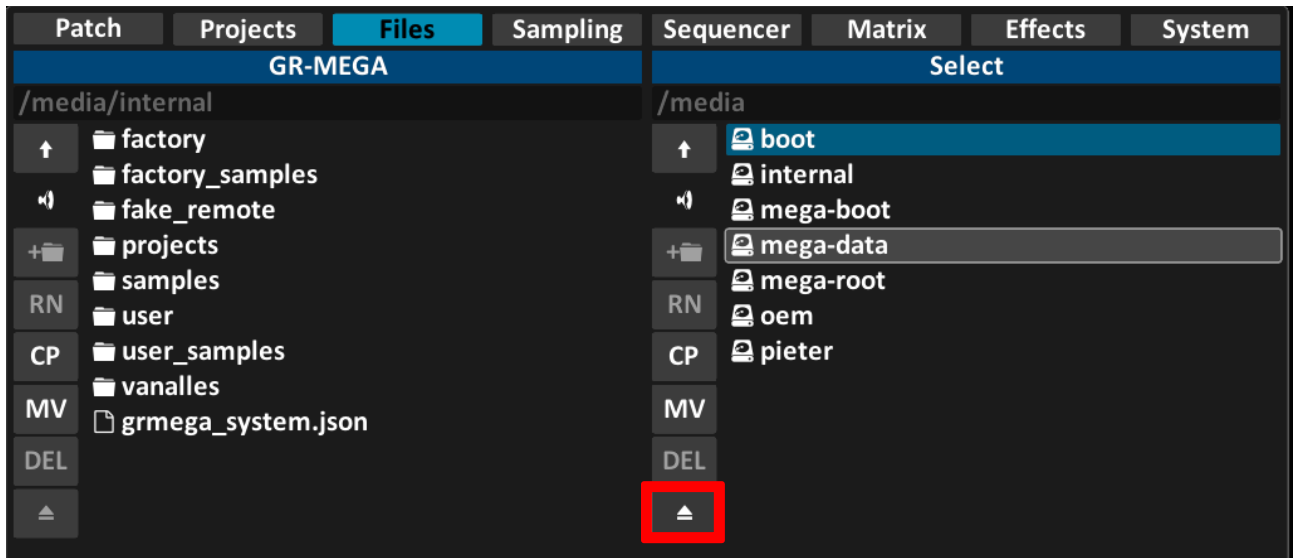 Patch Projects Files Sampling Sequencer Matrix Effects System
GR-MEGA
/media/internal
factory
factory_samples
fake_remote
projects
samples
user
user_samples
vanalles
grmega_system.json
+
RN
CP
MV
DEL
Select
/media
boot
internal
mega-boot
mega-data
mega-root
oem
pieter
+
RN
CP
MV
DEL